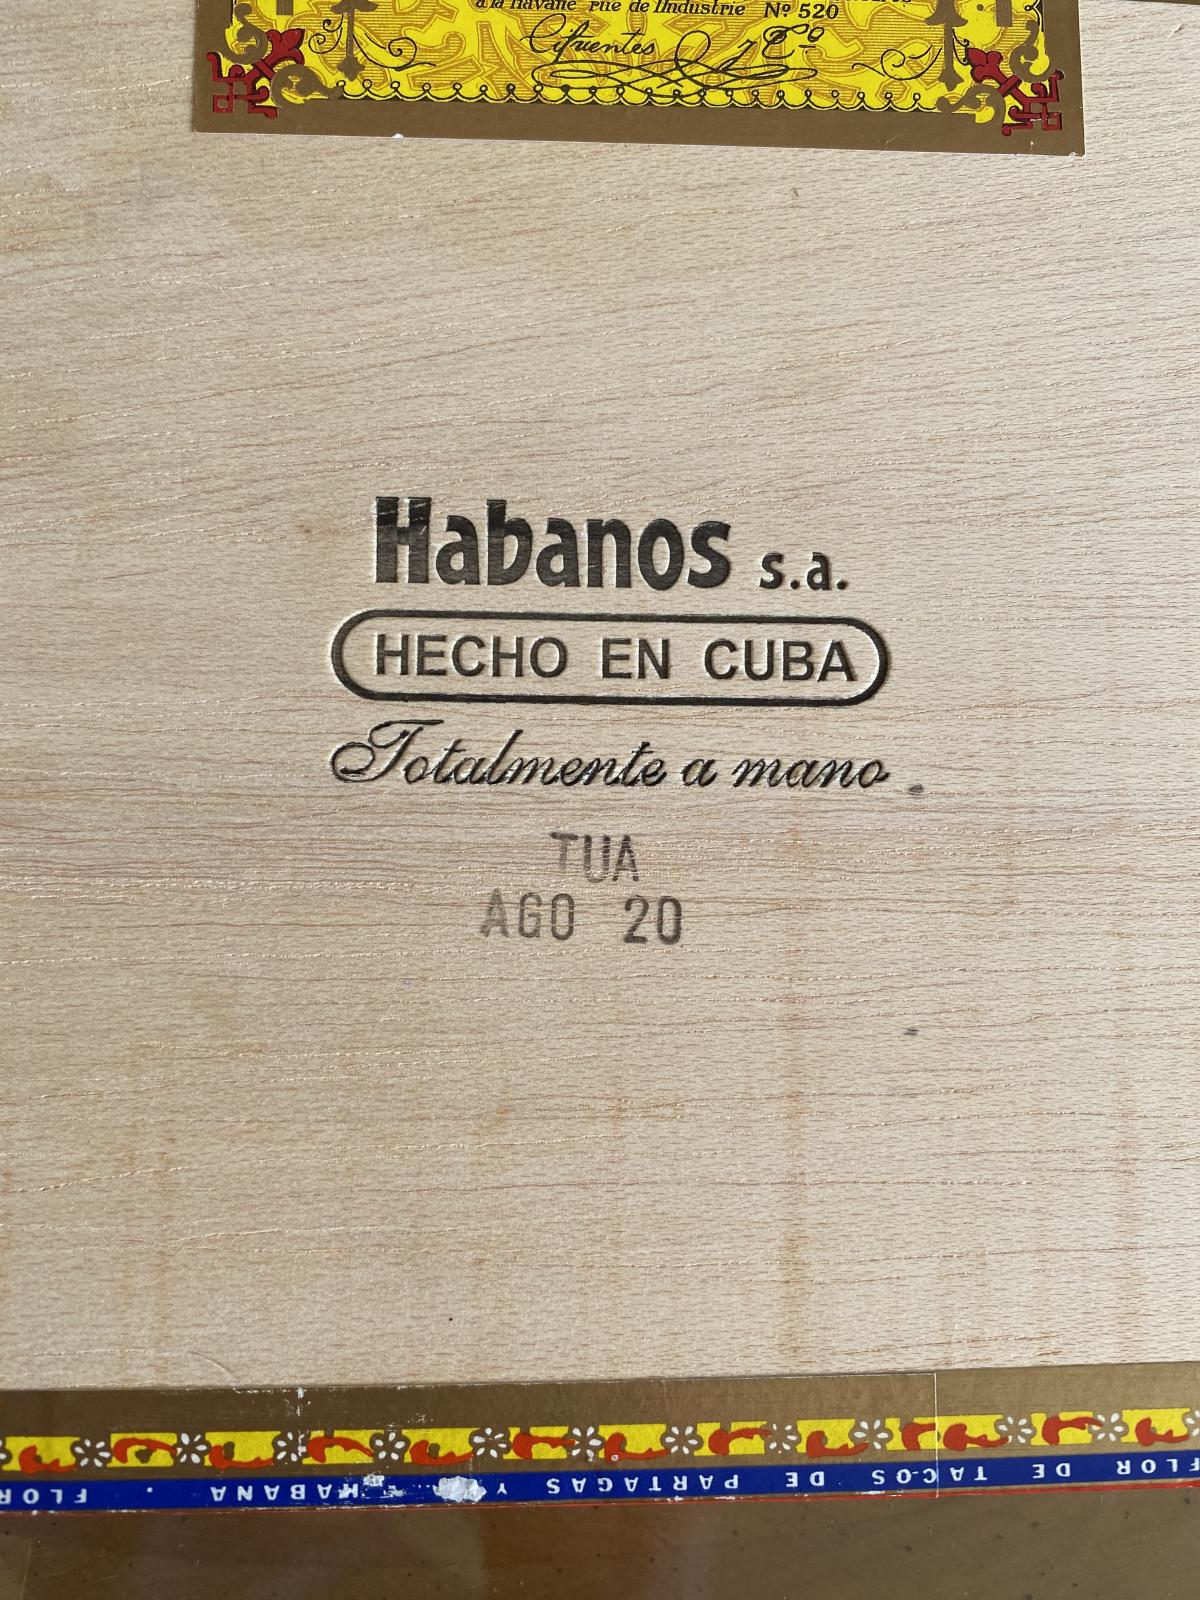 à la Havane rue de l'Industrie Nº 520
Cifuentes y Cº
Habanos s.a.
HECHO EN CUBA
Totalmente a mano
TUA
AGO 20
FLOR DE TACOS DE PARTAGAS Y HABANA . FLOR